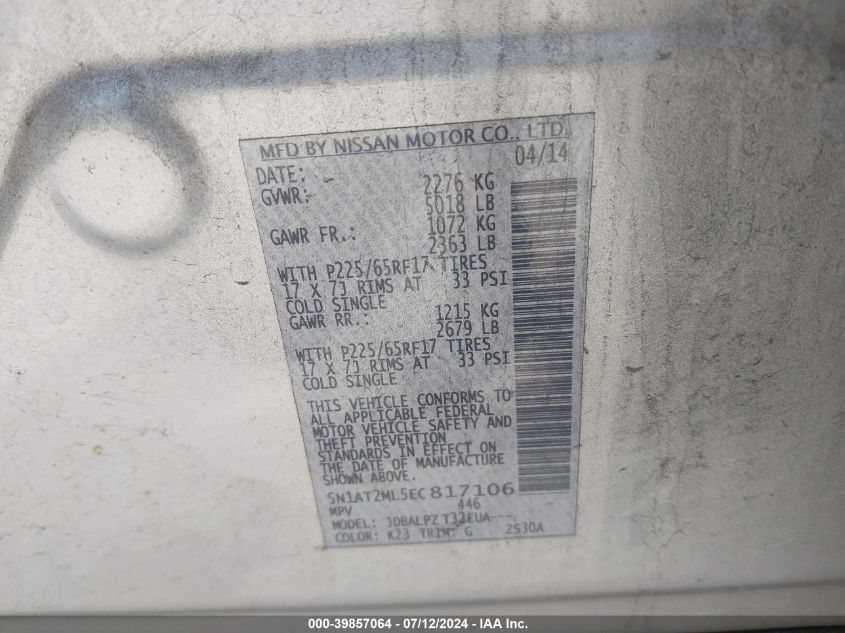 MFD BY NISSAN MOTOR CO., LTD.
DATE: 04/14
GVWR: 2276 KG
5018 LB
GAWR FR.: 1072 KG
2363 LB
WITH P225/65RF17 TIRES
17 X 7J RIMS AT 33 PSI
COLD SINGLE
GAWR RR.: 1215 KG
2679 LB
WITH P225/65RF17 TIRES
17 X 7J RIMS AT 33 PSI
COLD SINGLE
THIS VEHICLE CONFORMS TO
ALL APPLICABLE FEDERAL
MOTOR VEHICLE SAFETY AND
THEFT PREVENTION
STANDARDS IN EFFECT ON
THE DATE OF MANUFACTURE
SHOWN ABOVE.
5N1AT2ML5EC817106
MPV 446
MODEL: JDBALPZ T32EUA---
COLOR: K23 TRIM: G ZS30A
000-39857064 - 07/12/2024 - IAA Inc.